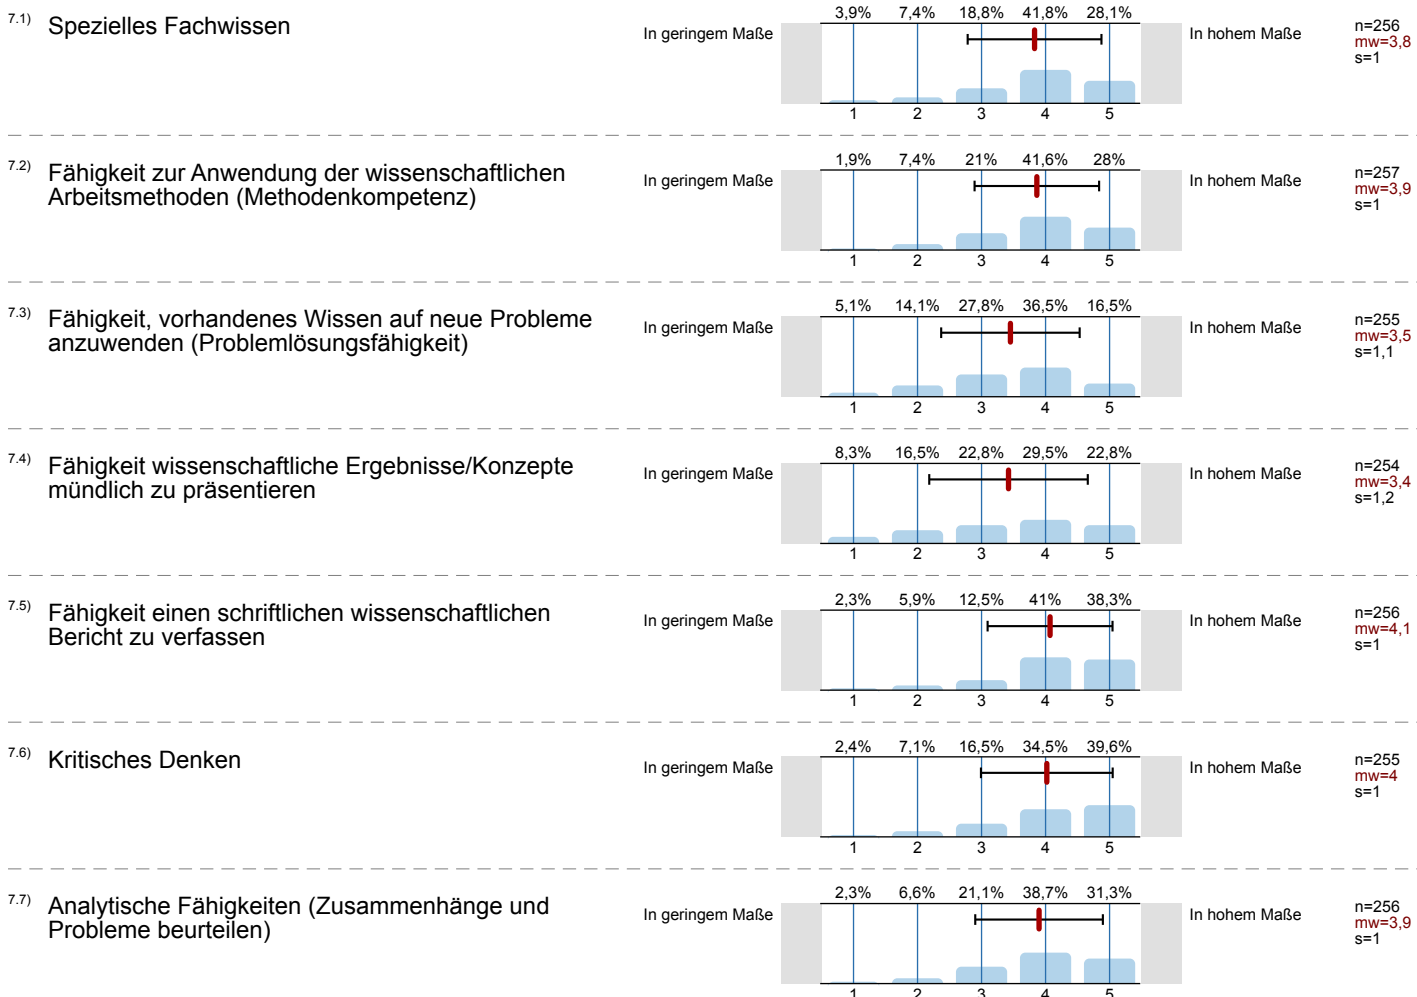 7.1) Spezielles Fachwissen
In geringem Maße
3,9% 7,4% 18,8% 41,8% 28,1%
1 2 3 4 5
In hohem Maße
n=256
mw=3,8
s=1
7.2) Fähigkeit zur Anwendung der wissenschaftlichen
Arbeitsmethoden (Methodenkompetenz)
In geringem Maße
1,9% 7,4% 21% 41,6% 28%
1 2 3 4 5
In hohem Maße
n=257
mw=3,9
s=1
7.3) Fähigkeit, vorhandenes Wissen auf neue Probleme
anzuwenden (Problemlösungsfähigkeit)
In geringem Maße
5,1% 14,1% 27,8% 36,5% 16,5%
1 2 3 4 5
In hohem Maße
n=255
mw=3,5
s=1,1
7.4) Fähigkeit wissenschaftliche Ergebnisse/Konzepte
mündlich zu präsentieren
In geringem Maße
8,3% 16,5% 22,8% 29,5% 22,8%
1 2 3 4 5
In hohem Maße
n=254
mw=3,4
s=1,2
7.5) Fähigkeit einen schriftlichen wissenschaftlichen
Bericht zu verfassen
In geringem Maße
2,3% 5,9% 12,5% 41% 38,3%
1 2 3 4 5
In hohem Maße
n=256
mw=4,1
s=1
7.6) Kritisches Denken
In geringem Maße
2,4% 7,1% 16,5% 34,5% 39,6%
1 2 3 4 5
In hohem Maße
n=255
mw=4
s=1
7.7) Analytische Fähigkeiten (Zusammenhänge und
Probleme beurteilen)
In geringem Maße
2,3% 6,6% 21,1% 38,7% 31,3%
1 2 3 4 5
In hohem Maße
n=256
mw=3,9
s=1